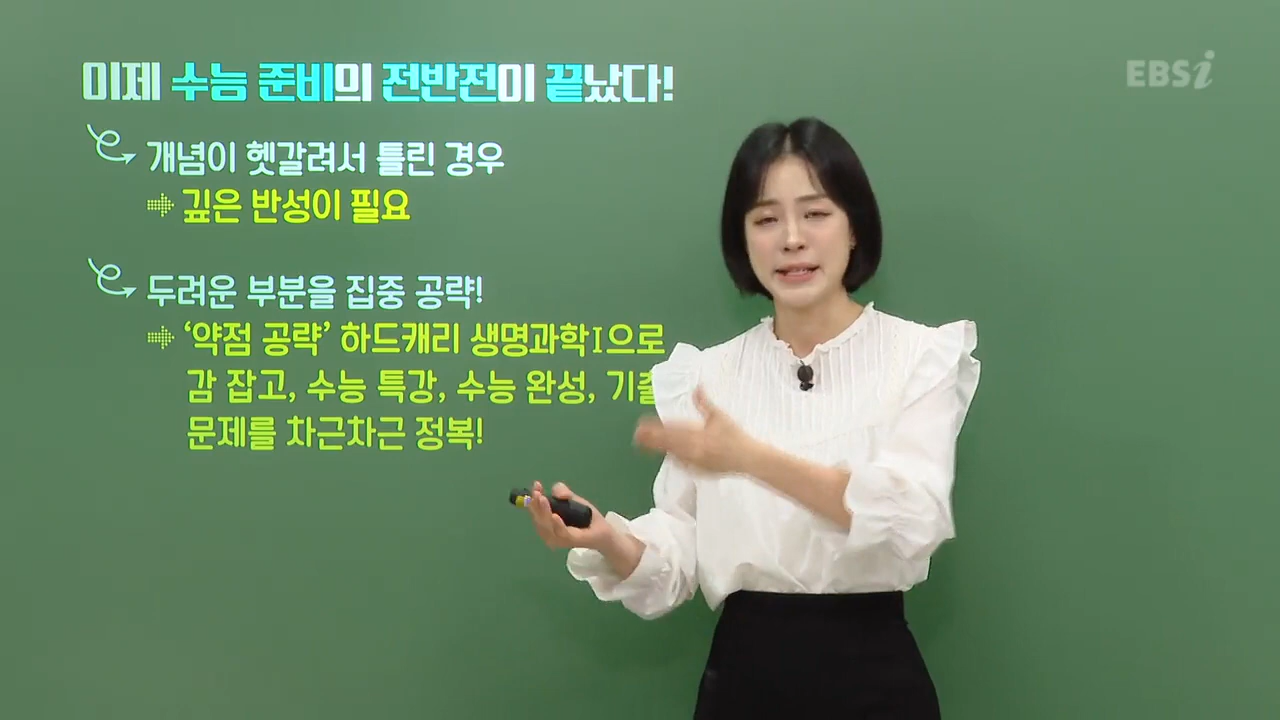 이제 수능 준비의 전반전이 끝났다!
EBSi
개념이 헷갈려서 틀린 경우
깊은 반성이 필요
두려운 부분을 집중 공략!
‘약점 공략’ 하드캐리 생명과학I으로
감 잡고, 수능 특강, 수능 완성, 기출
문제를 차근차근 정복!